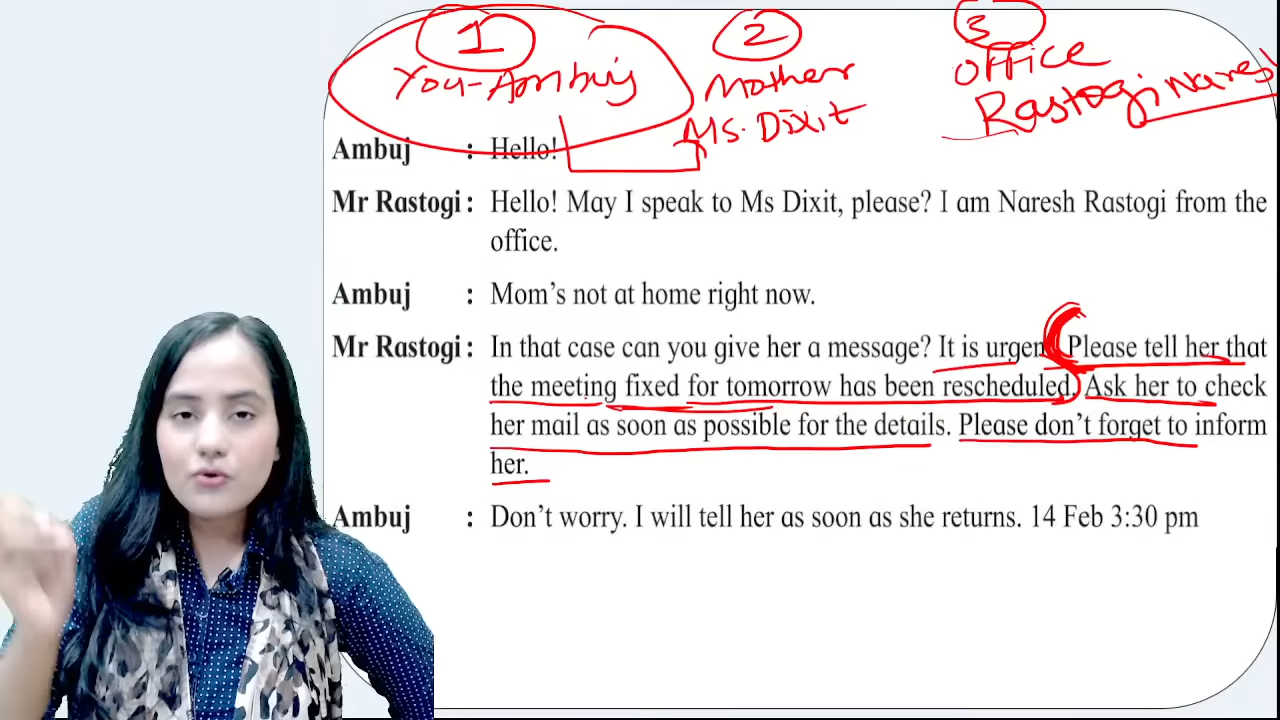 1 2 3
You-Ambuj Mother office
Ms. Dixit Rastogi Naresh
Ambuj : Hello!
Mr Rastogi : Hello! May I speak to Ms Dixit, please? I am Naresh Rastogi from the
office.
Ambuj : Mom's not at home right now.
Mr Rastogi : In that case can you give her a message? It is urgen Please tell her that
the meeting fixed for tomorrow has been rescheduled. Ask her to check
her mail as soon as possible for the details. Please don't forget to inform
her.
Ambuj : Don't worry. I will tell her as soon as she returns. 14 Feb 3:30 pm